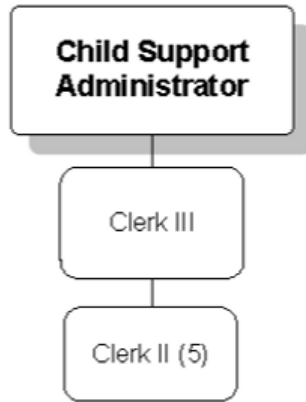 Child Support
Administrator
Clerk III
Clerk II (5)